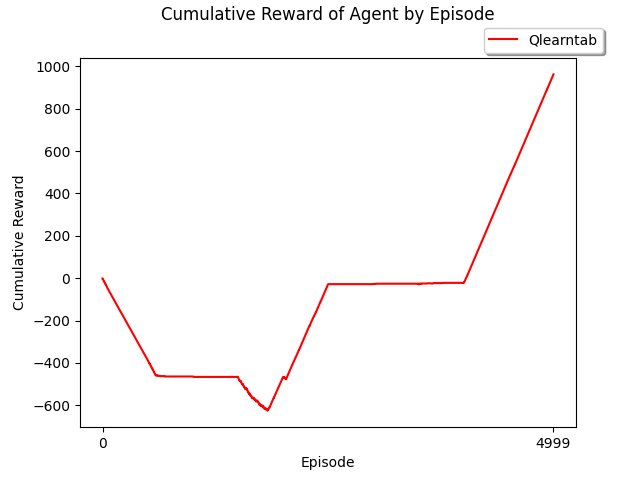 Cumulative Reward of Agent by Episode
Qlearntab
1000
800
600
400
200
0
−200
−400
−600
Cumulative Reward
0
4999
Episode